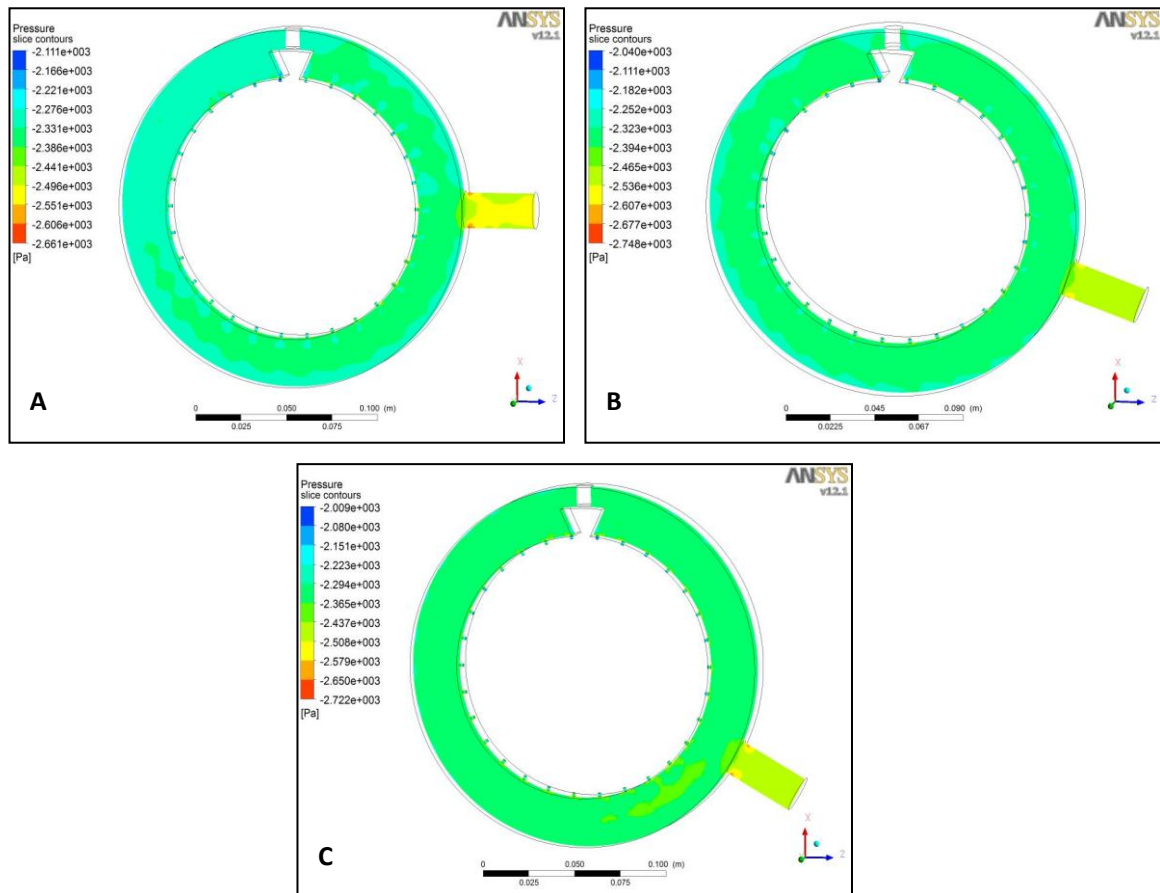 ANSYS
v12.1
Pressure
slice contours
-2.111e+003
-2.166e+003
-2.221e+003
-2.276e+003
-2.331e+003
-2.386e+003
-2.441e+003
-2.496e+003
-2.551e+003
-2.606e+003
-2.661e+003
[Pa]
X
Z
A
0 0.050 0.100 (m)
0.025 0.075
ANSYS
v12.1
Pressure
slice contours
-2.040e+003
-2.111e+003
-2.182e+003
-2.252e+003
-2.323e+003
-2.394e+003
-2.465e+003
-2.536e+003
-2.607e+003
-2.677e+003
-2.748e+003
[Pa]
X
Z
B
0 0.045 0.090 (m)
0.0225 0.067
ANSYS
v12.1
Pressure
slice contours
-2.009e+003
-2.080e+003
-2.151e+003
-2.223e+003
-2.294e+003
-2.365e+003
-2.437e+003
-2.508e+003
-2.579e+003
-2.650e+003
-2.722e+003
[Pa]
X
Z
C
0 0.050 0.100 (m)
0.025 0.075